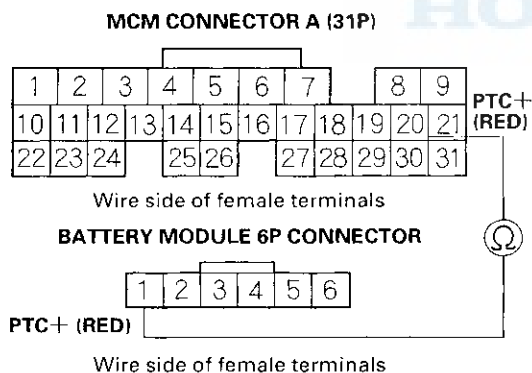 MCM CONNECTOR A (31P)
1 2 3 4 5 6 7 8 9
PTC+
(RED)
10 11 12 13 14 15 16 17 18 19 20 21
22 23 24 25 26 27 28 29 30 31
Wire side of female terminals
Ω
BATTERY MODULE 6P CONNECTOR
1 2 3 4 5 6
PTC+ (RED)
Wire side of female terminals